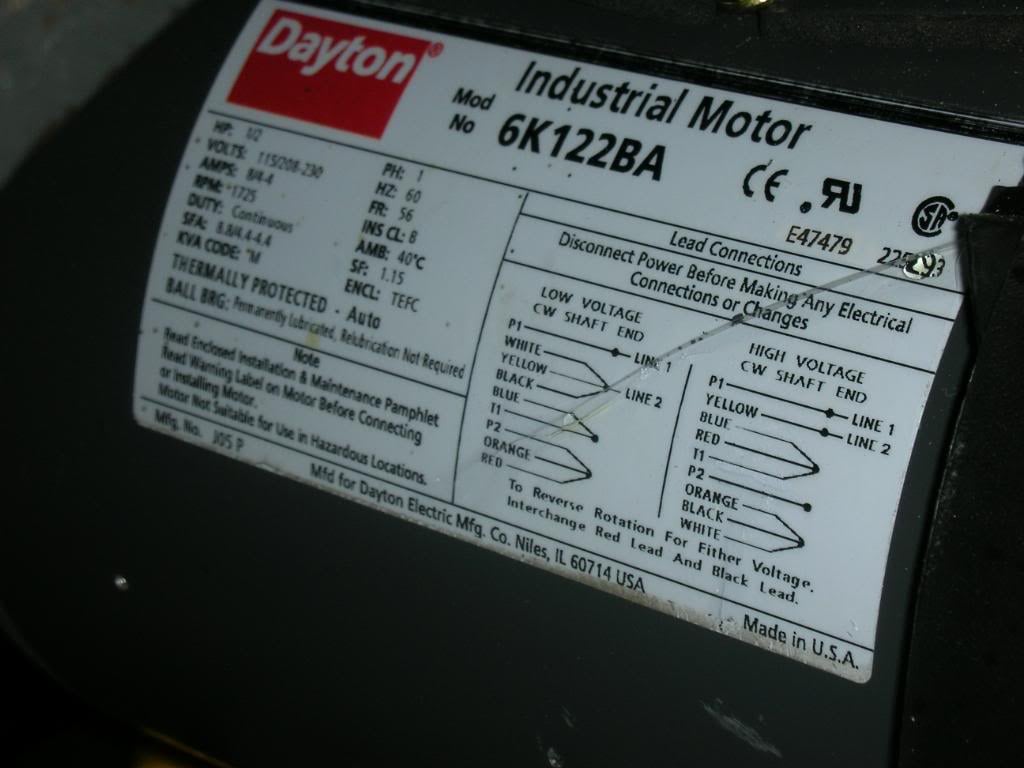 Dayton®
Industrial Motor
Mod No 6K122BA
CE RU SA
E47479
HP: 1/2
VOLTS: 115/208-230
AMPS: 8/4-4
RPM: 1725
DUTY: Continuous
SFA: 8.8/4.4-4.4
KVA CODE: M
PH: 1
HZ: 60
FR: 56
INS CL: B
AMB: 40°C
SF: 1.15
ENCL: TEFC
THERMALLY PROTECTED - Auto
BALL BRG: Permanently Lubricated, Relubrication Not Required
Note
Read Enclosed Installation & Maintenance Pamphlet
Read Warning Label on Motor Before Connecting
or Installing Motor.
Motor Not Suitable for Use in Hazardous Locations.
Mfg. No. J05 P
Lead Connections
Disconnect Power Before Making Any Electrical
Connections or Changes
LOW VOLTAGE
CW SHAFT END
P1
LINE 1
WHITE
YELLOW
LINE 2
BLACK
BLUE
T1
P2
ORANGE
RED
HIGH VOLTAGE
CW SHAFT END
P1
LINE 1
YELLOW
LINE 2
BLUE
RED
T1
P2
ORANGE
BLACK
WHITE
To Reverse Rotation For Fither Voltage.
Interchange Red Lead And Black Lead.
Mfd for Dayton Electric Mfg. Co. Niles, IL 60714 USA
Made in U.S.A.